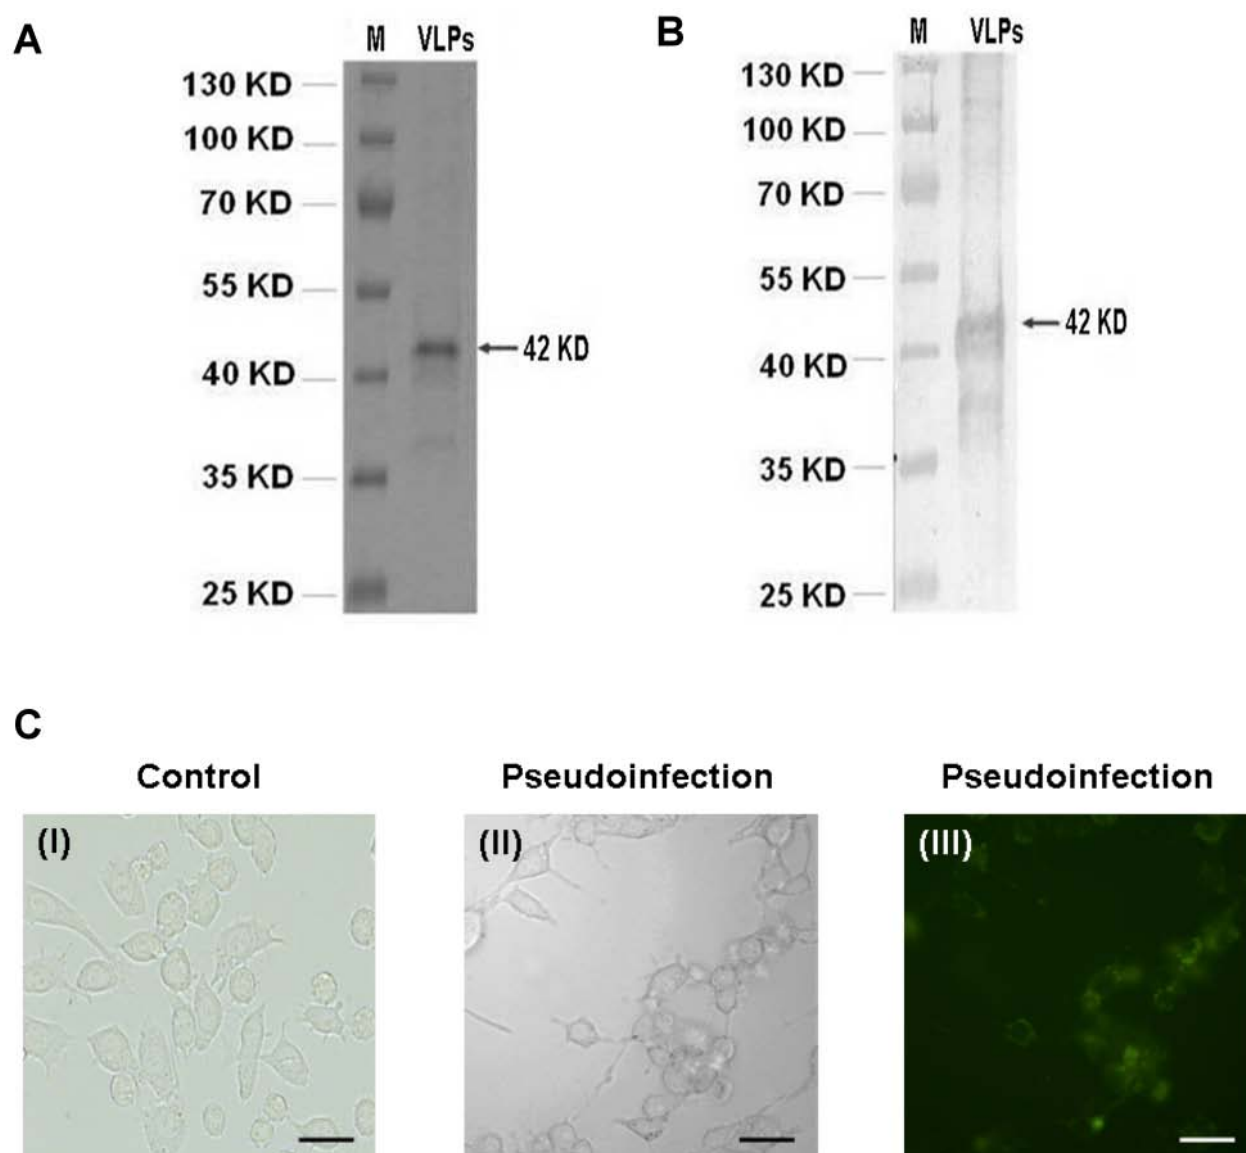 A
M VLPs
130 KD
100 KD
70 KD
55 KD
42 KD
40 KD
35 KD
25 KD
B
M VLPs
130 KD
100 KD
70 KD
55 KD
42 KD
40 KD
35 KD
25 KD
C
Control
Pseudoinfection
Pseudoinfection
(I)
(II)
(III)